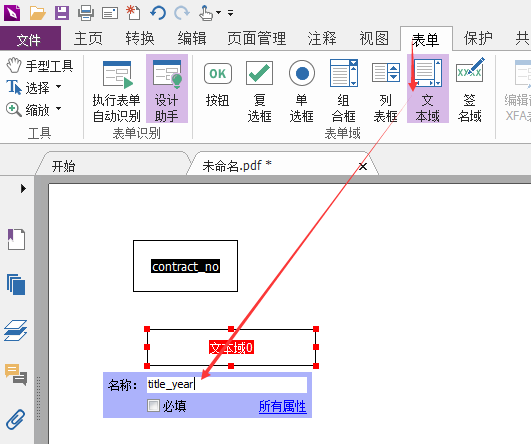 文件 主页 转换 编辑 页面管理 注释 视图 表单 保护
手型工具
选择
缩放
工具
执行表单
自动识别
设计
助手
表单识别
OK
按钮
复
选框
单
选框
组
合框
列
表框
文
本域
签
名域
编辑
XFA表
表单域
开始 未命名.pdf *
contract_no
文本域0
名称: title_year
必填 所有属性